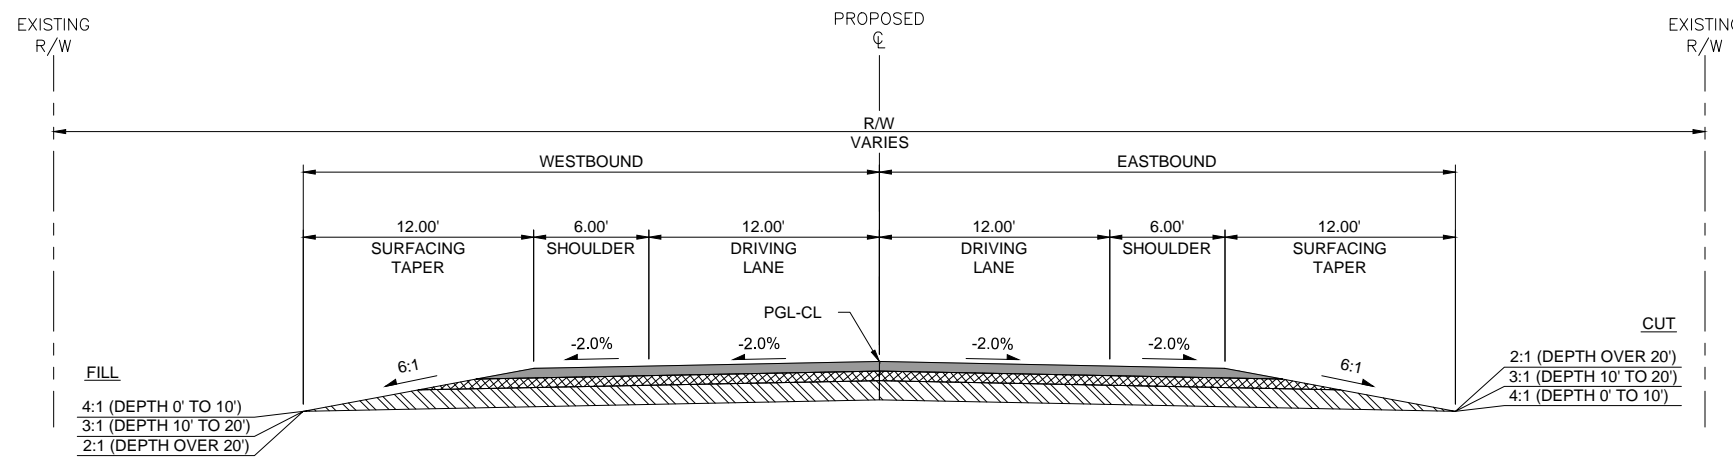 EXISTING
R/W
PROPOSED
℄
EXISTING
R/W
R/W
VARIES
WESTBOUND
EASTBOUND
12.00'
SURFACING
TAPER
6.00'
SHOULDER
12.00'
DRIVING
LANE
12.00'
DRIVING
LANE
6.00'
SHOULDER
12.00'
SURFACING
TAPER
PGL-CL
-2.0%
-2.0%
-2.0%
-2.0%
6:1
6:1
FILL
4:1 (DEPTH 0' TO 10')
3:1 (DEPTH 10' TO 20')
2:1 (DEPTH OVER 20')
CUT
2:1 (DEPTH OVER 20')
3:1 (DEPTH 10' TO 20')
4:1 (DEPTH 0' TO 10')